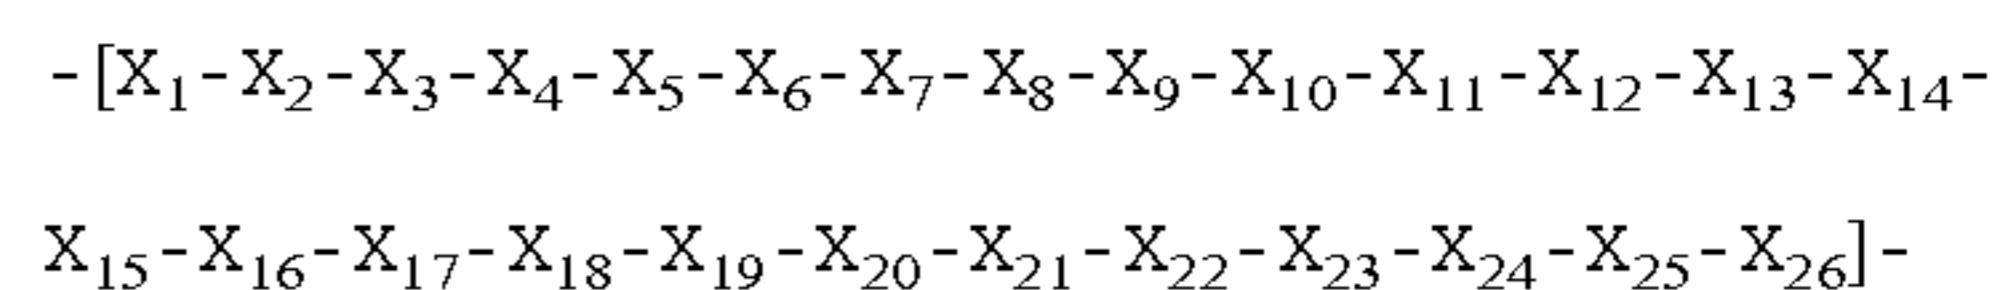 -[X₁-X₂-X₃-X₄-X₅-X₆-X₇-X₈-X₉-X₁₀-X₁₁-X₁₂-X₁₃-X₁₄-
X₁₅-X₁₆-X₁₇-X₁₈-X₁₉-X₂₀-X₂₁-X₂₂-X₂₃-X₂₄-X₂₅-X₂₆]-